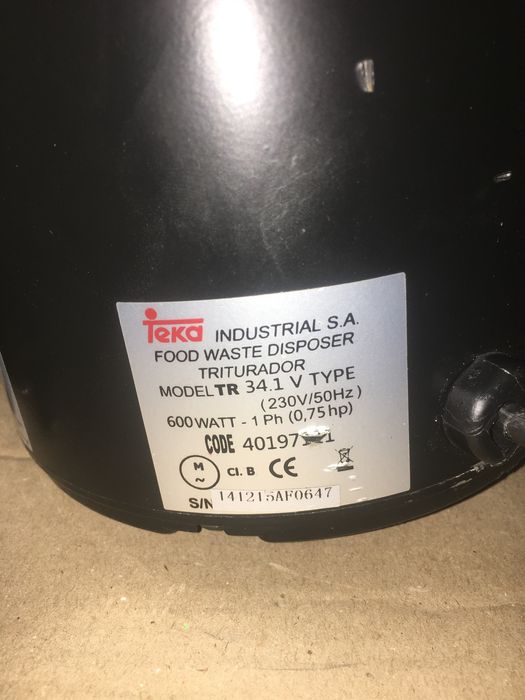 Teka INDUSTRIAL S.A.
FOOD WASTE DISPOSER
TRITURADOR
MODEL TR 34.1 V TYPE
(230V/50Hz)
600 WATT - 1 Ph (0,75 hp)
CODE
M
~
Cl. B CE
S/N 141215AF0647